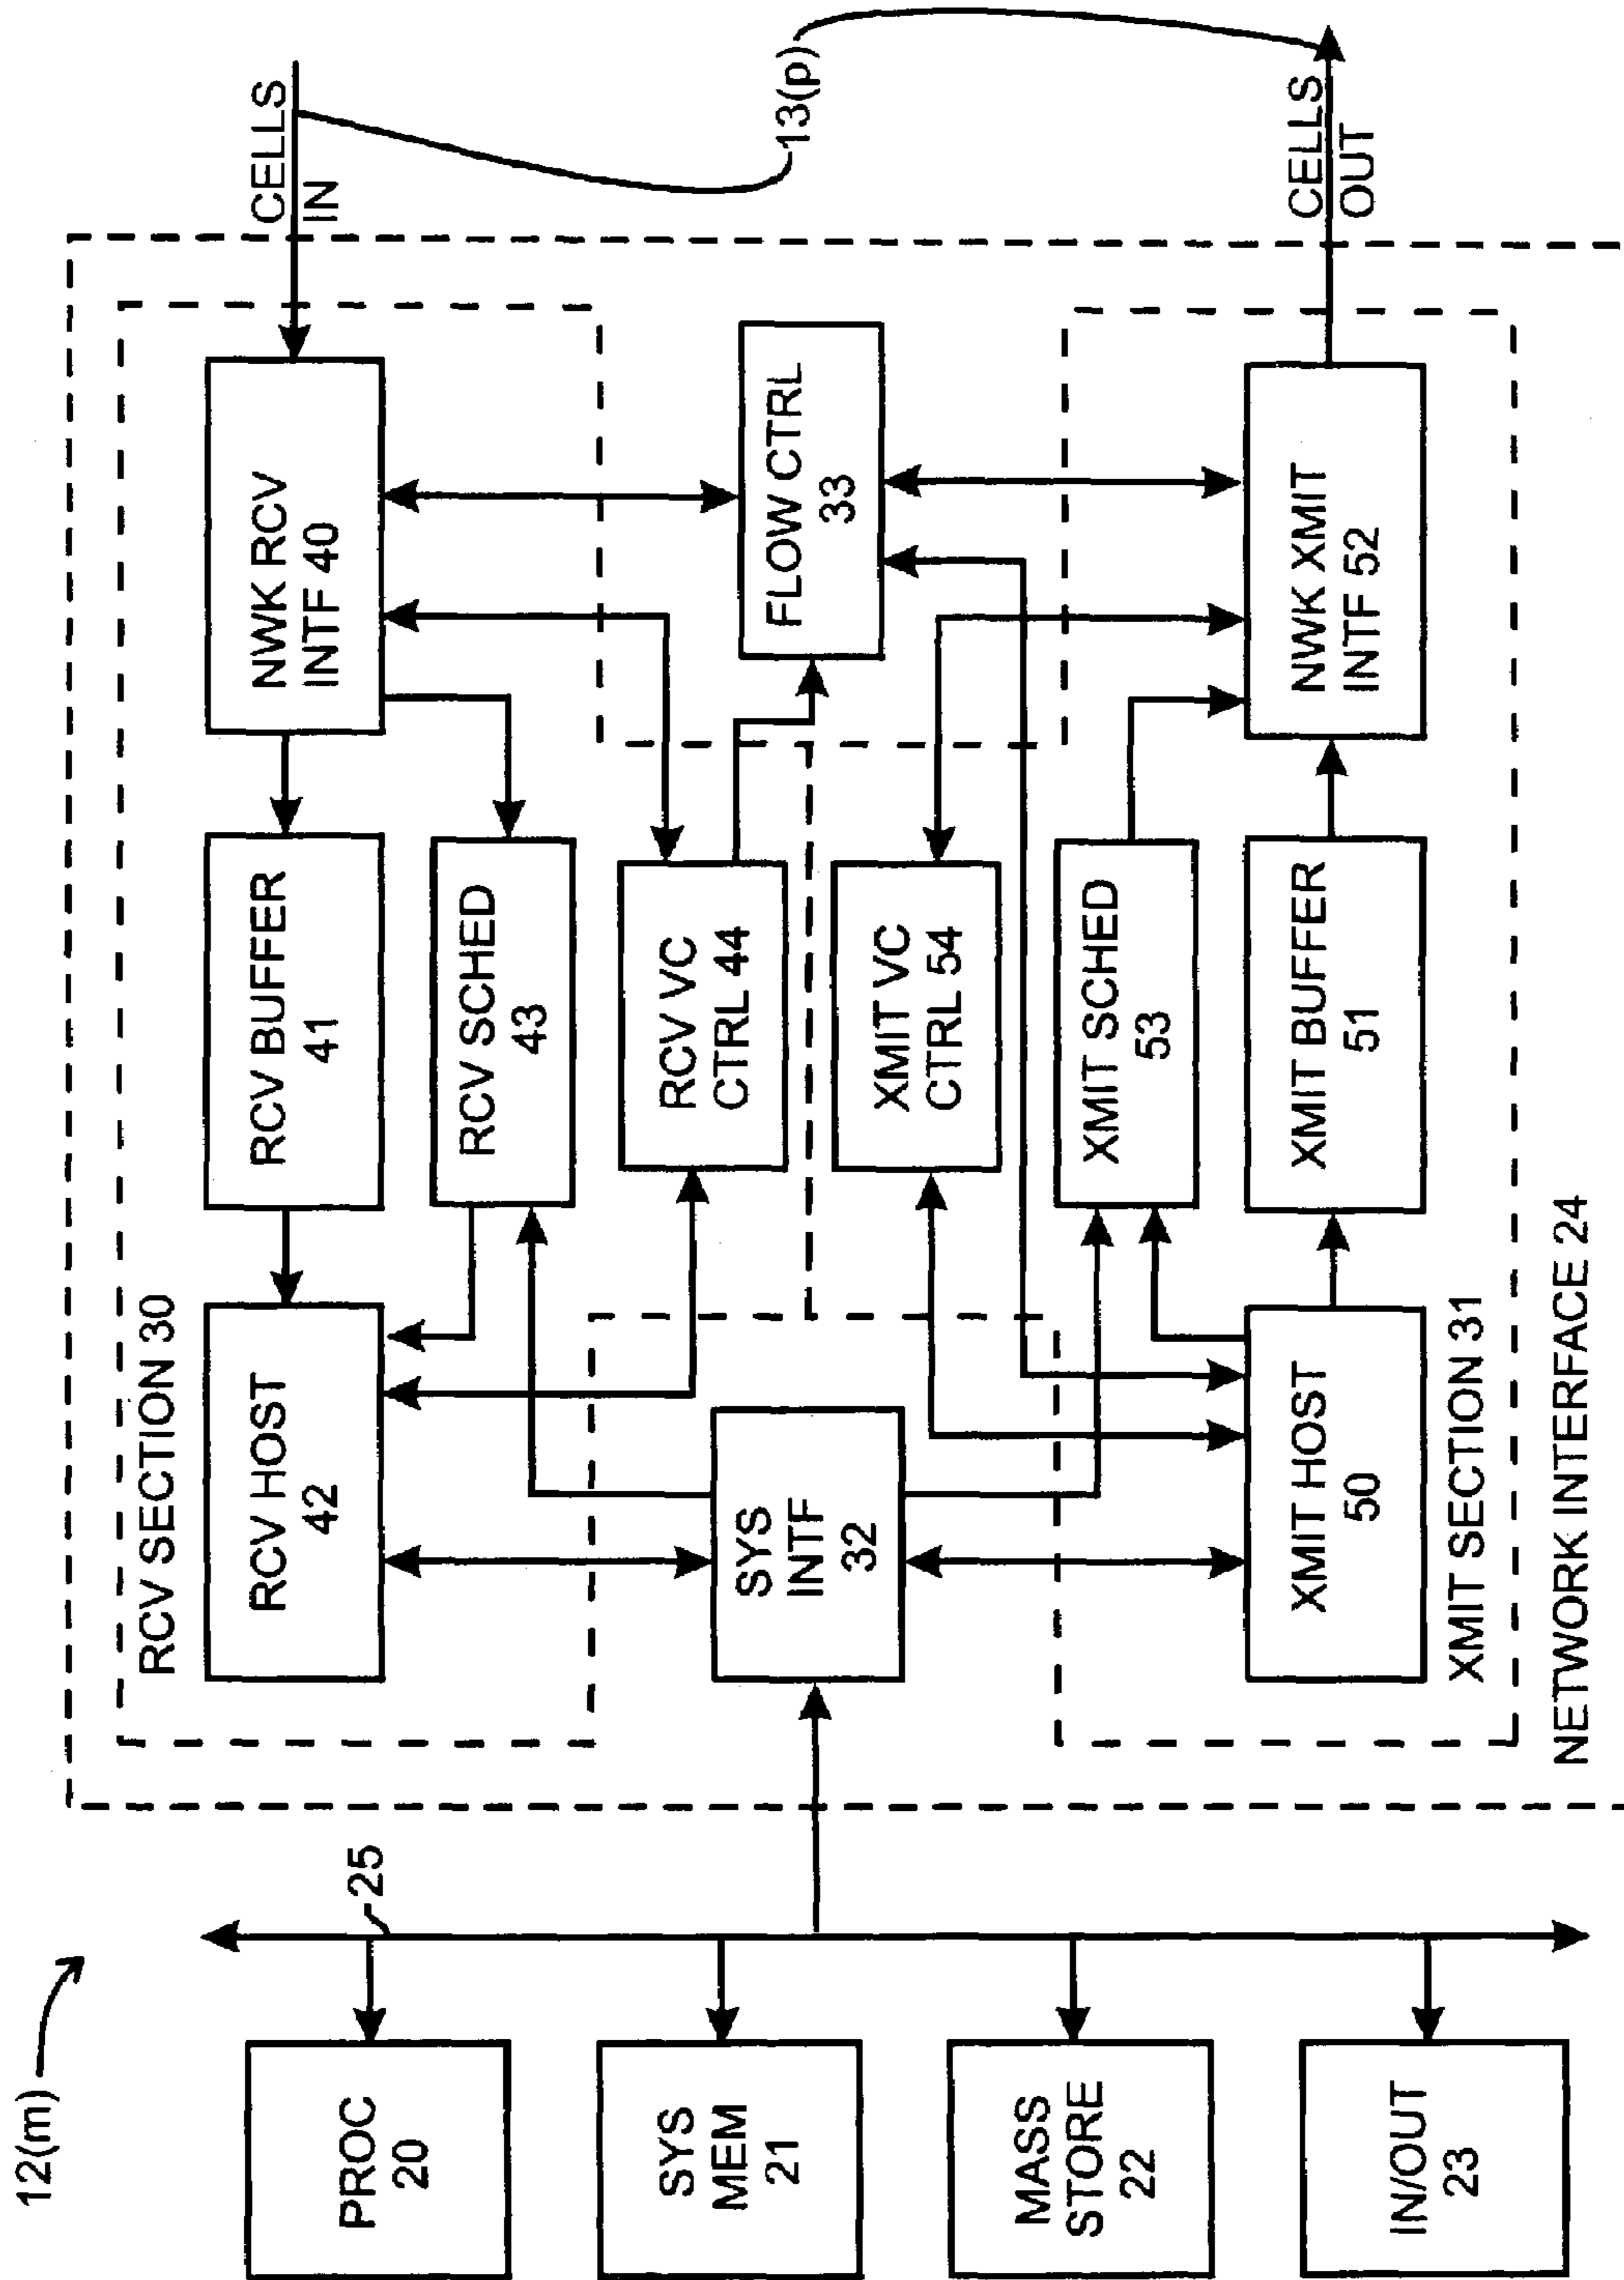 12(m)
PROC
20
SYS
MEM
21
MASS
STORE
22
IN/OUT
23
25
RCV SECTION 30
RCV HOST
42
RCV BUFFER
41
NWK RCV
INTF 40
CELLS
IN
RCV SCHED
43
RCV VC
CTRL 44
SYS
INTF
32
FLOW CTRL
33
13(p)
XMIT VC
CTRL 54
XMIT SCHED
53
XMIT HOST
50
XMIT BUFFER
51
NWK XMIT
INTF 52
CELLS
OUT
XMIT SECTION 31
NETWORK INTERFACE 24